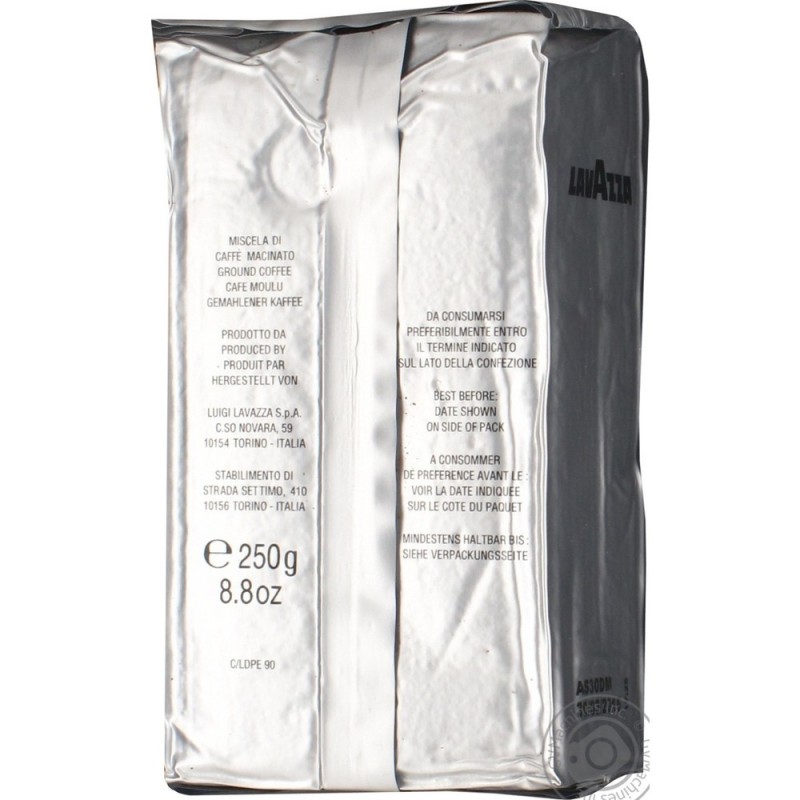 MISCELA DI
CAFFÈ MACINATO
GROUND COFFEE
CAFE MOULU
GEMAHLENER KAFFEE
PRODOTTO DA
PRODUCED BY
PRODUIT PAR
HERGESTELLT VON
LUIGI LAVAZZA S.p.A.
C.SO NOVARA, 59
10154 TORINO - ITALIA
STABILIMENTO DI
STRADA SETTIMO, 410
10156 TORINO - ITALIA
℮ 250g
8.8oz
C/LDPE 90
DA CONSUMARSI
PREFERIBILMENTE ENTRO
IL TERMINE INDICATO
SUL LATO DELLA CONFEZIONE
BEST BEFORE:
DATE SHOWN
ON SIDE OF PACK
A CONSOMMER
DE PREFERENCE AVANT LE :
VOIR LA DATE INDIQUEE
SUR LE COTE DU PAQUET
MINDESTENS HALTBAR BIS :
SIEHE VERPACKUNGSSEITE
LAVAZZA